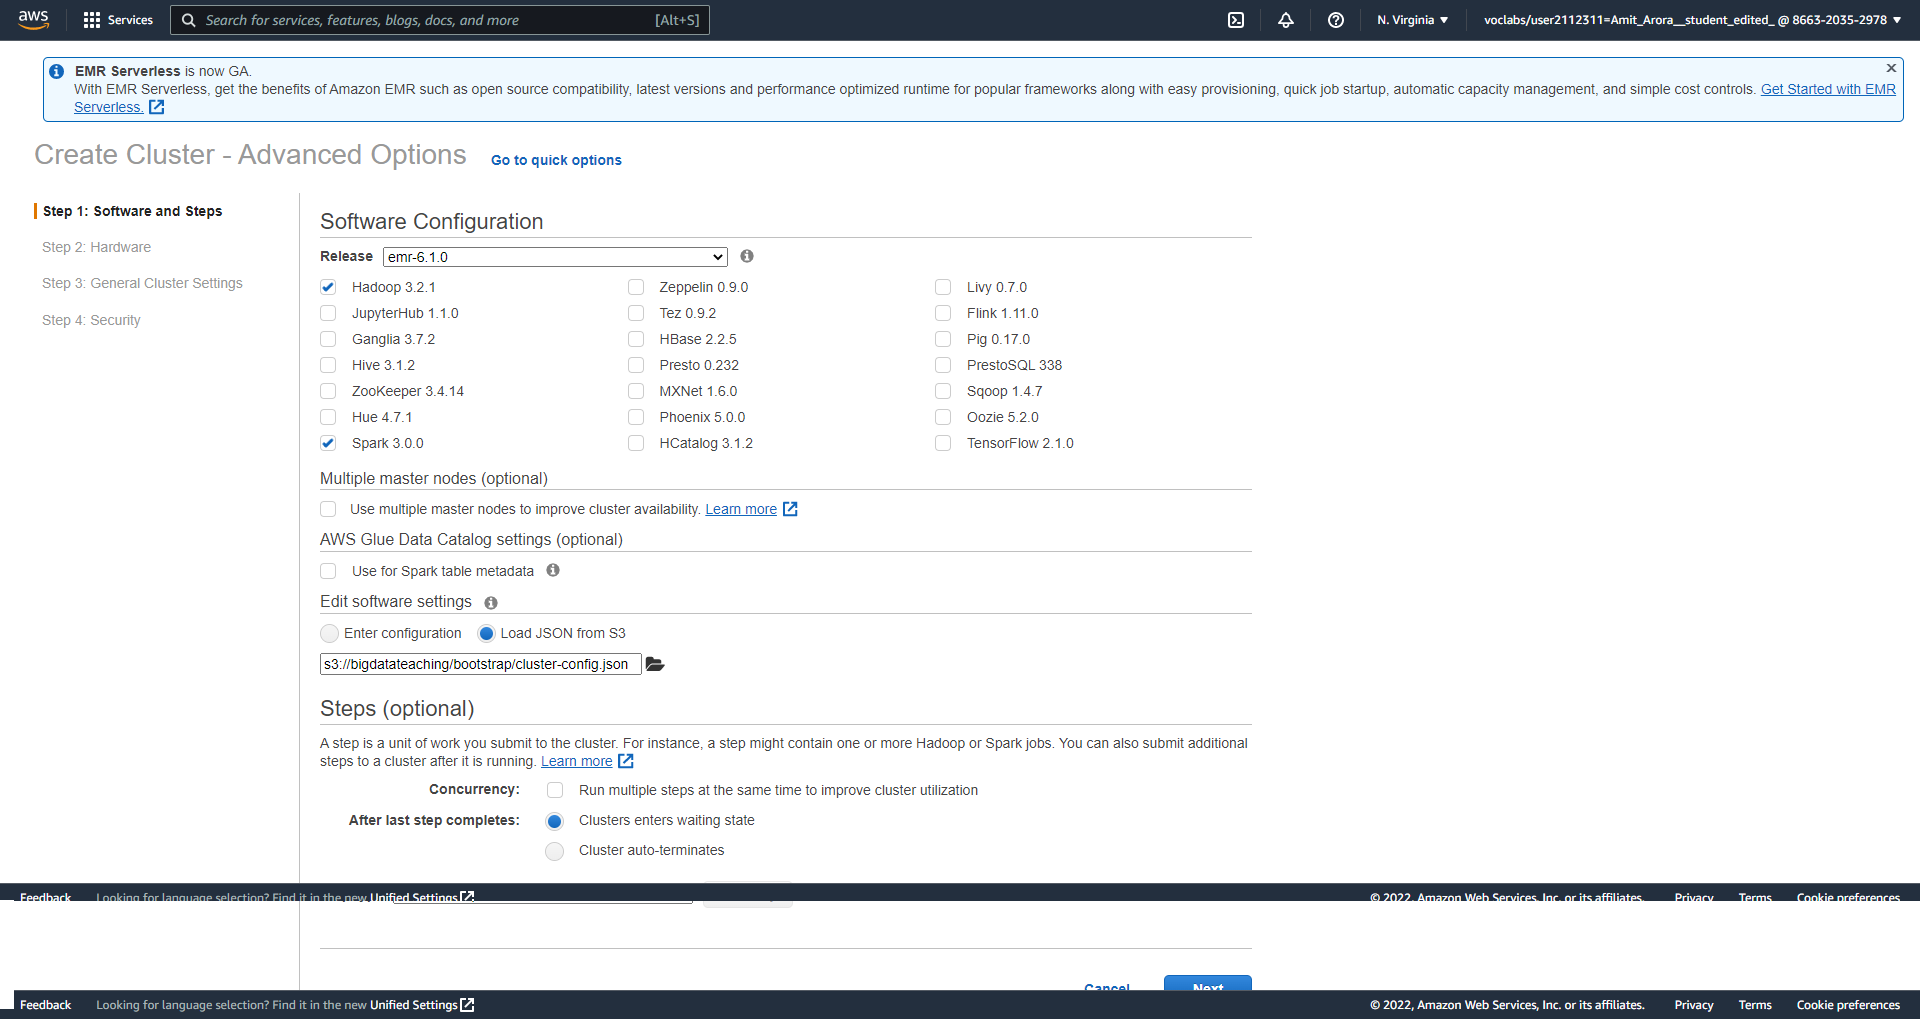 aws
Services
Search for services, features, blogs, docs, and more [Alt+S]
N. Virginia ▼
voclabs/user2112311=Amit_Arora__student_edited_ @ 8663-2035-2978 ▼
EMR Serverless is now GA.
With EMR Serverless, get the benefits of Amazon EMR such as open source compatibility, latest versions and performance optimized runtime for popular frameworks along with easy provisioning, quick job startup, automatic capacity management, and simple cost controls. Get Started with EMR
Serverless.
Create Cluster - Advanced Options Go to quick options
Step 1: Software and Steps
Step 2: Hardware
Step 3: General Cluster Settings
Step 4: Security
Software Configuration
Release emr-6.1.0
Hadoop 3.2.1 Zeppelin 0.9.0 Livy 0.7.0
JupyterHub 1.1.0 Tez 0.9.2 Flink 1.11.0
Ganglia 3.7.2 HBase 2.2.5 Pig 0.17.0
Hive 3.1.2 Presto 0.232 PrestoSQL 338
ZooKeeper 3.4.14 MXNet 1.6.0 Sqoop 1.4.7
Hue 4.7.1 Phoenix 5.0.0 Oozie 5.2.0
Spark 3.0.0 HCatalog 3.1.2 TensorFlow 2.1.0
Multiple master nodes (optional)
Use multiple master nodes to improve cluster availability. Learn more
AWS Glue Data Catalog settings (optional)
Use for Spark table metadata
Edit software settings
Enter configuration Load JSON from S3
s3://bigdatateaching/bootstrap/cluster-config.json
Steps (optional)
A step is a unit of work you submit to the cluster. For instance, a step might contain one or more Hadoop or Spark jobs. You can also submit additional
steps to a cluster after it is running. Learn more
Concurrency: Run multiple steps at the same time to improve cluster utilization
After last step completes: Clusters enters waiting state
Cluster auto-terminates
Feedback Looking for language selection? Find it in the new Unified Settings © 2022, Amazon Web Services, Inc. or its affiliates. Privacy Terms Cookie preferences
Cancel Next
Feedback Looking for language selection? Find it in the new Unified Settings © 2022, Amazon Web Services, Inc. or its affiliates. Privacy Terms Cookie preferences